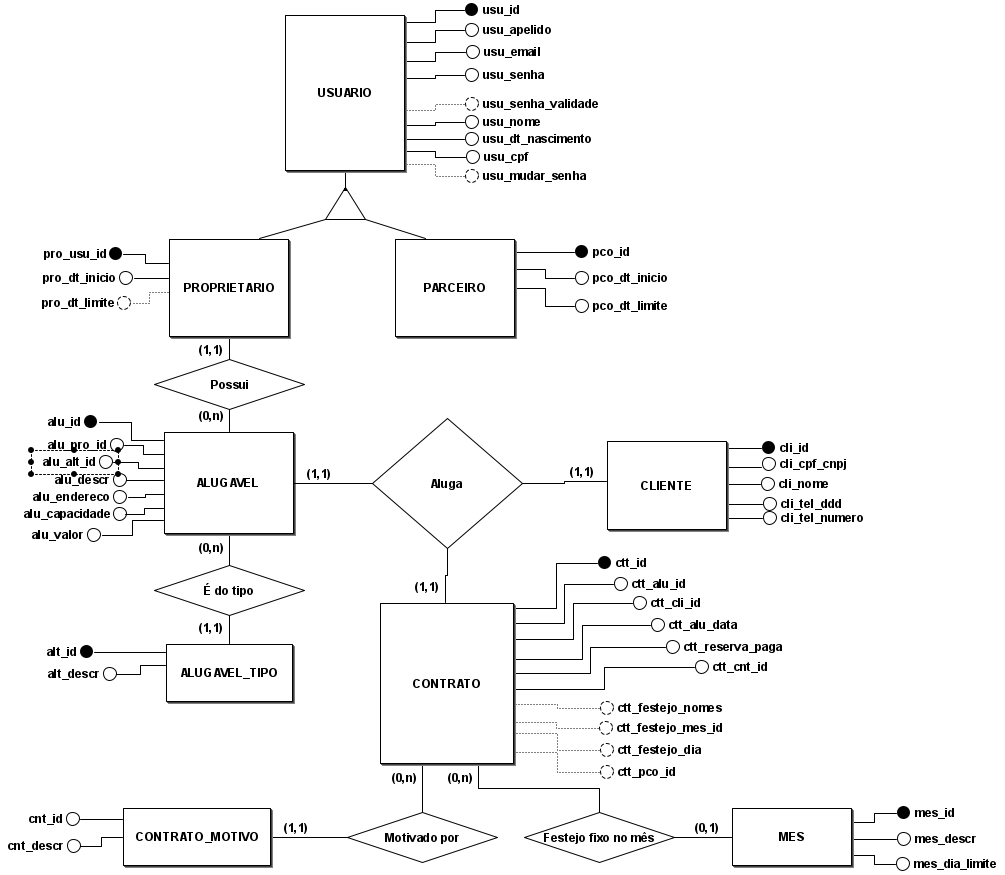 usu_id
usu_apelido
usu_email
usu_senha
USUARIO
usu_senha_validade
usu_nome
usu_dt_nascimento
usu_cpf
usu_mudar_senha
pro_usu_id
pro_dt_inicio
pro_dt_limite
PROPRIETARIO
PARCEIRO
pco_id
pco_dt_inicio
pco_dt_limite
(1,1)
Possui
(0,n)
alu_id
alu_pro_id
alu_alt_id
alu_descr
alu_endereco
alu_capacidade
alu_valor
ALUGAVEL
(1,1)
Aluga
(1,1)
CLIENTE
cli_id
cli_cpf_cnpj
cli_nome
cli_tel_ddd
cli_tel_numero
(0,n)
É do tipo
(1,1)
alt_id
alt_descr
ALUGAVEL_TIPO
(1,1)
CONTRATO
ctt_id
ctt_alu_id
ctt_cli_id
ctt_alu_data
ctt_reserva_paga
ctt_cnt_id
ctt_festejo_nomes
ctt_festejo_mes_id
ctt_festejo_dia
ctt_pco_id
(0,n)
(0,n)
cnt_id
cnt_descr
CONTRATO_MOTIVO
(1,1)
Motivado por
Festejo fixo no mês
(0,1)
MES
mes_id
mes_descr
mes_dia_limite